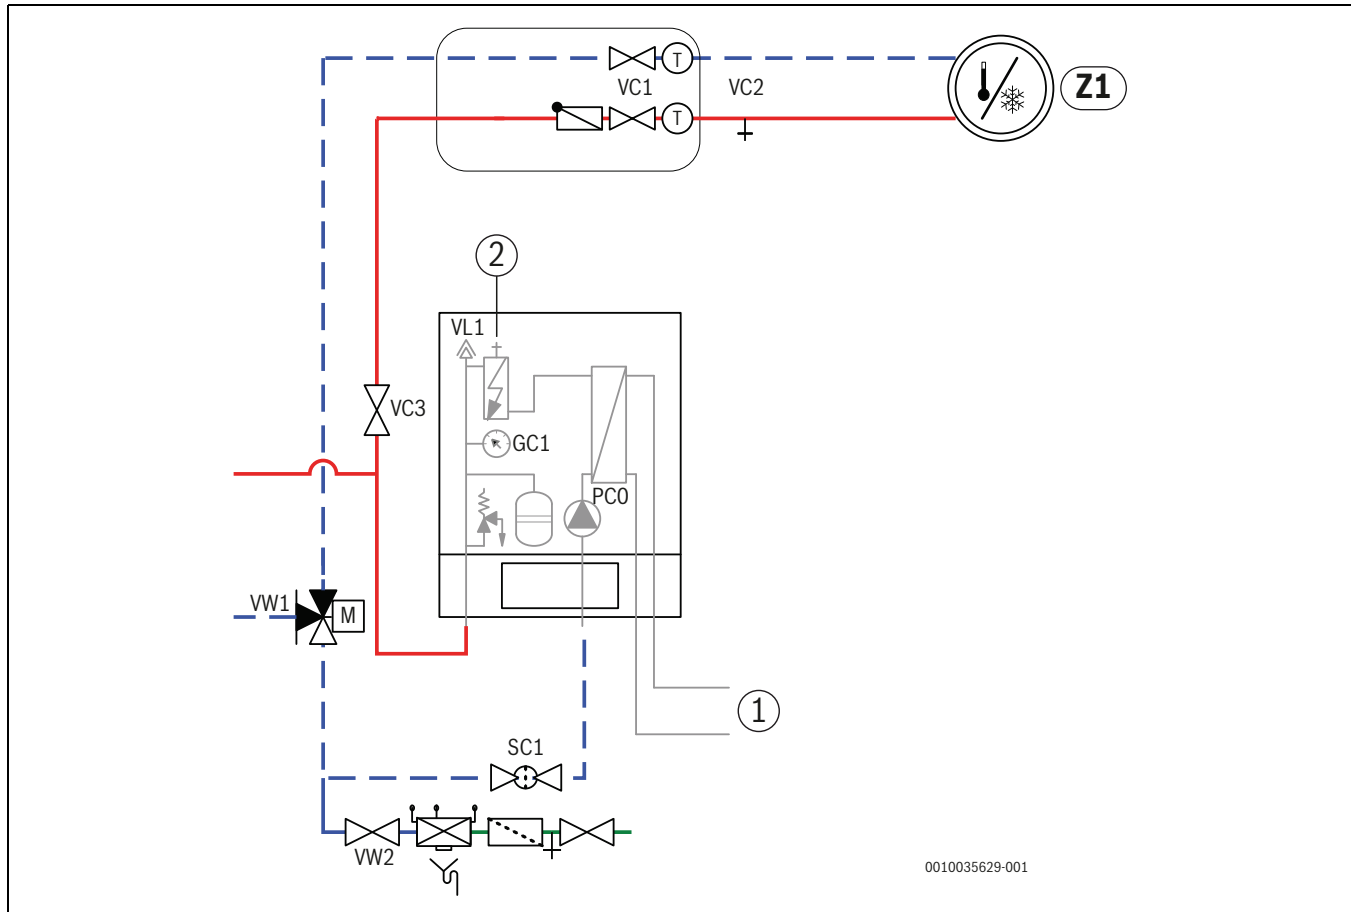 T
VC1
VC2
Z1
T
2
VL1
VC3
GC1
PC0
VW1
M
1
SC1
VW2
0010035629-001